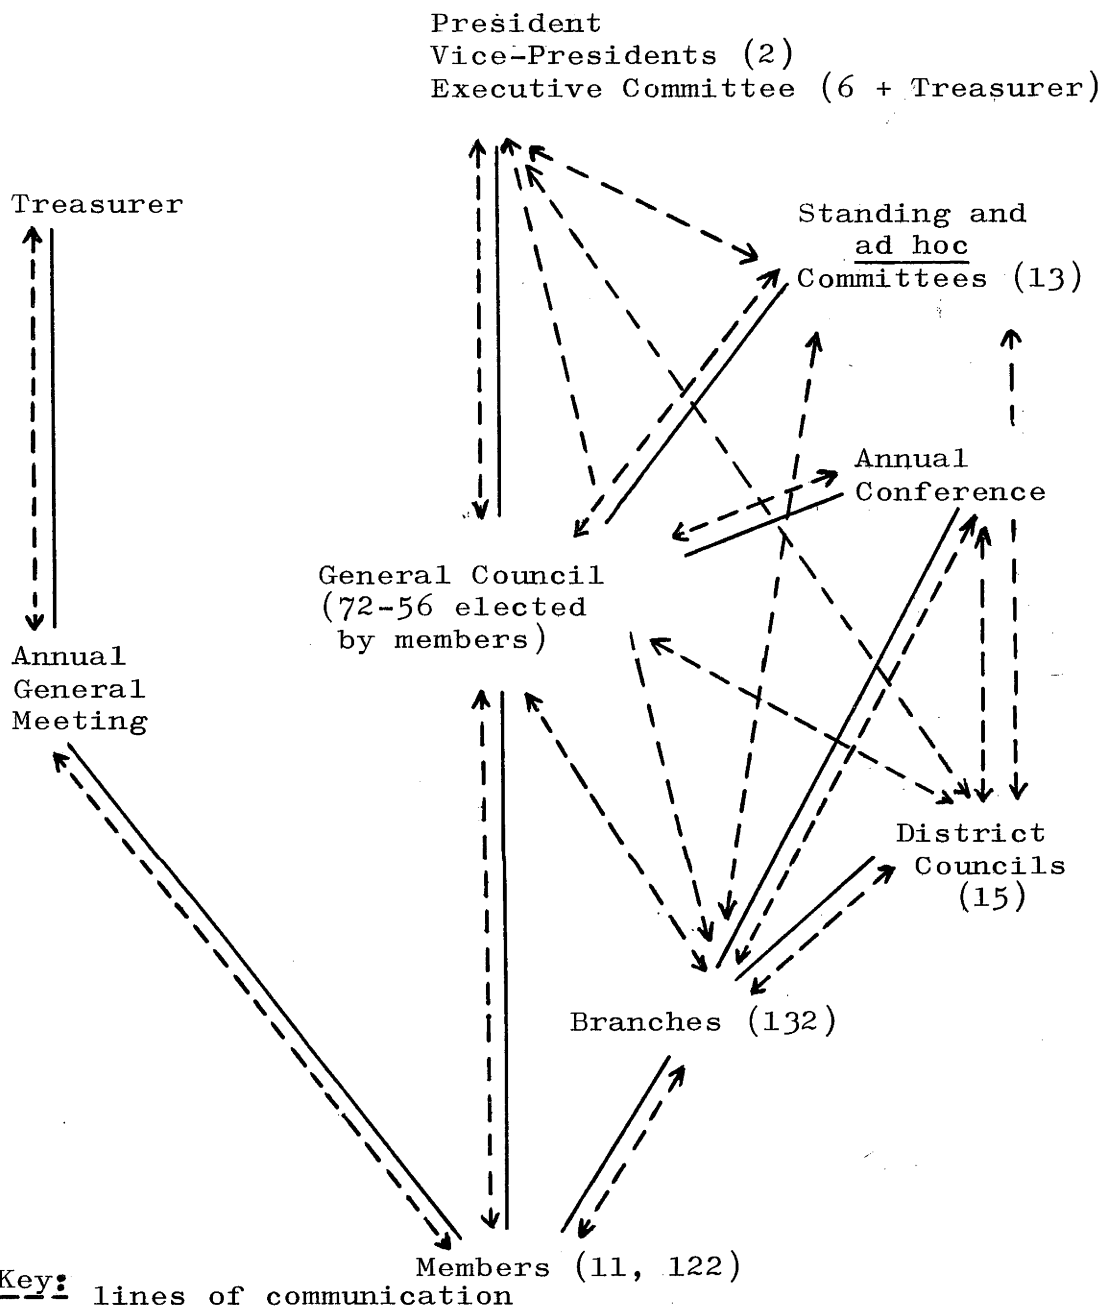 President
Vice-Presidents (2)
Executive Committee (6 + Treasurer)
Treasurer
Standing and
ad hoc
Committees (13)
Annual
Conference
General Council
(72-56 elected
by members)
Annual
General
Meeting
District
Councils
(15)
Branches (132)
Members (11, 122)
Key:
lines of communication